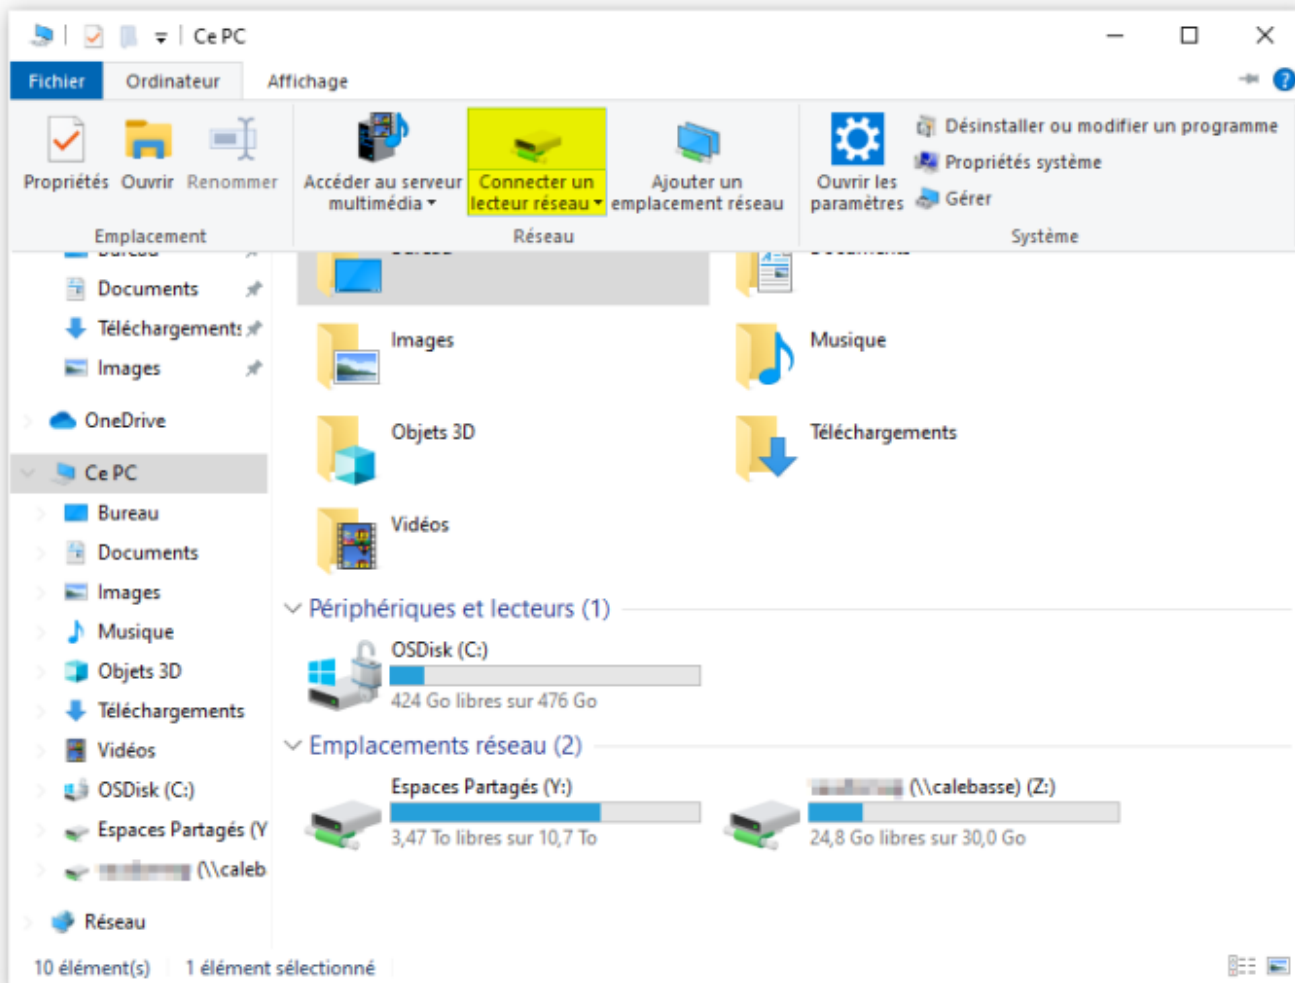 Ce PC
Fichier
Ordinateur
Affichage
Propriétés
Ouvrir
Renommer
Accéder au serveur
multimédia
Connecter un
lecteur réseau
Ajouter un
emplacement réseau
Ouvrir les
paramètres
Désinstaller ou modifier un programme
Propriétés système
Gérer
Emplacement
Réseau
Système
Bureau
Documents
Téléchargements
Images
OneDrive
Ce PC
Bureau
Documents
Images
Musique
Objets 3D
Téléchargements
Vidéos
OSDisk (C:)
Espaces Partagés (Y
(\\caleb
Réseau
Bureau
Documents
Images
Musique
Objets 3D
Téléchargements
Vidéos
Périphériques et lecteurs (1)
OSDisk (C:)
424 Go libres sur 476 Go
Emplacements réseau (2)
Espaces Partagés (Y:)
3,47 To libres sur 10,7 To
(\\calebasse) (Z:)
24,8 Go libres sur 30,0 Go
10 élément(s)
1 élément sélectionné